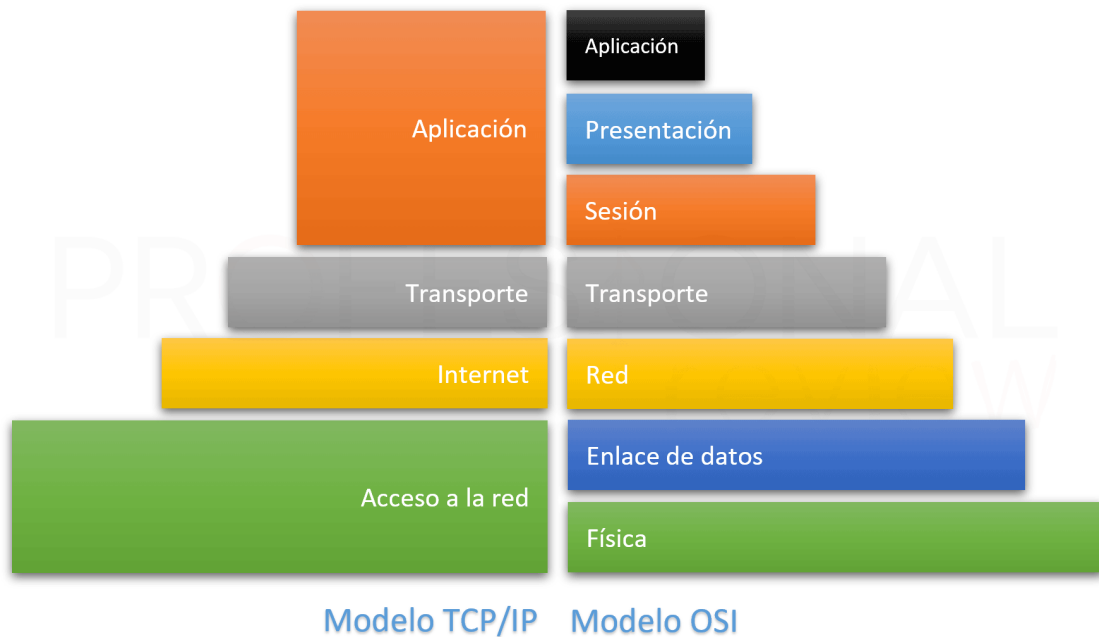 Aplicación
Presentación
Sesión
Aplicación
Transporte
Transporte
Internet
Red
Acceso a la red
Enlace de datos
Física
Modelo TCP/IP
Modelo OSI